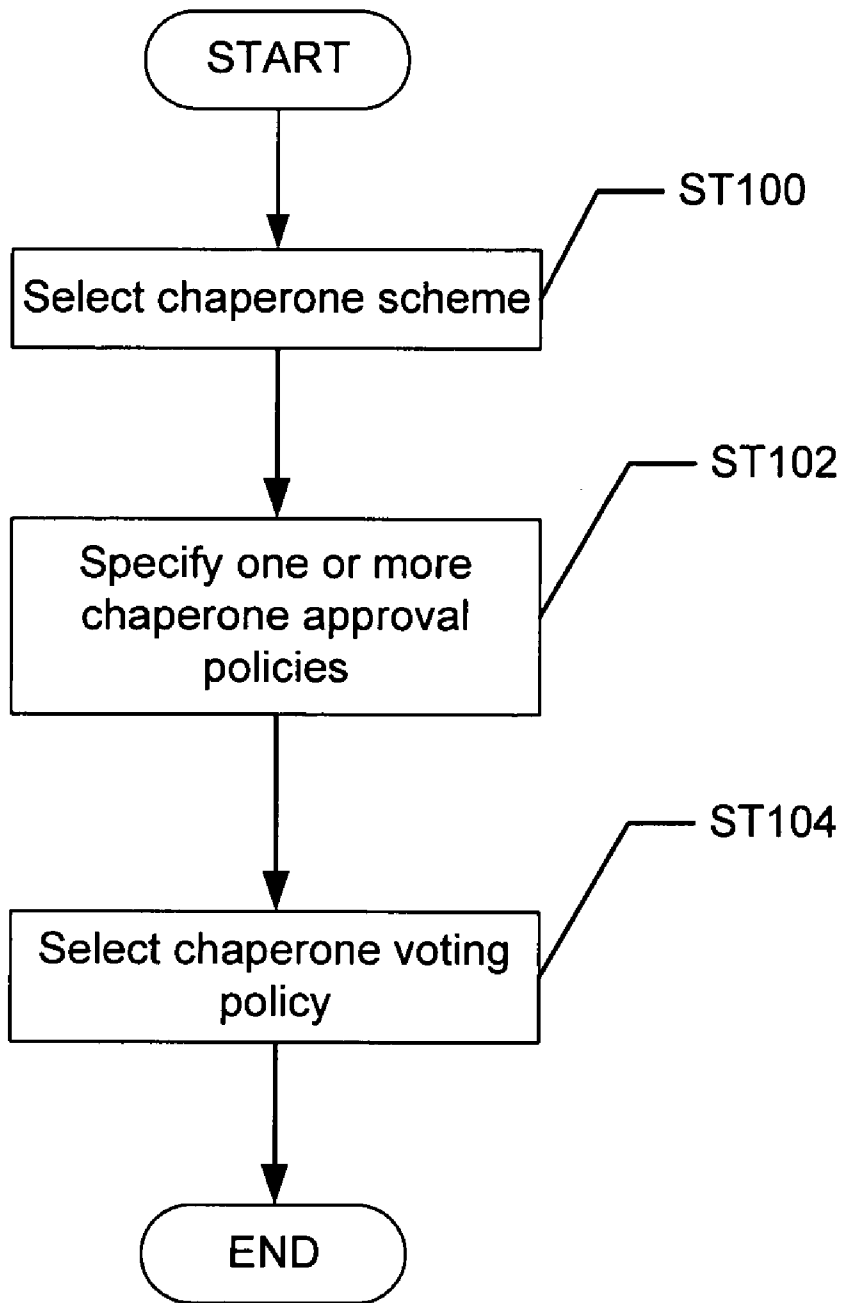 START
ST100
Select chaperone scheme
ST102
Specify one or more
chaperone approval
policies
ST104
Select chaperone voting
policy
END